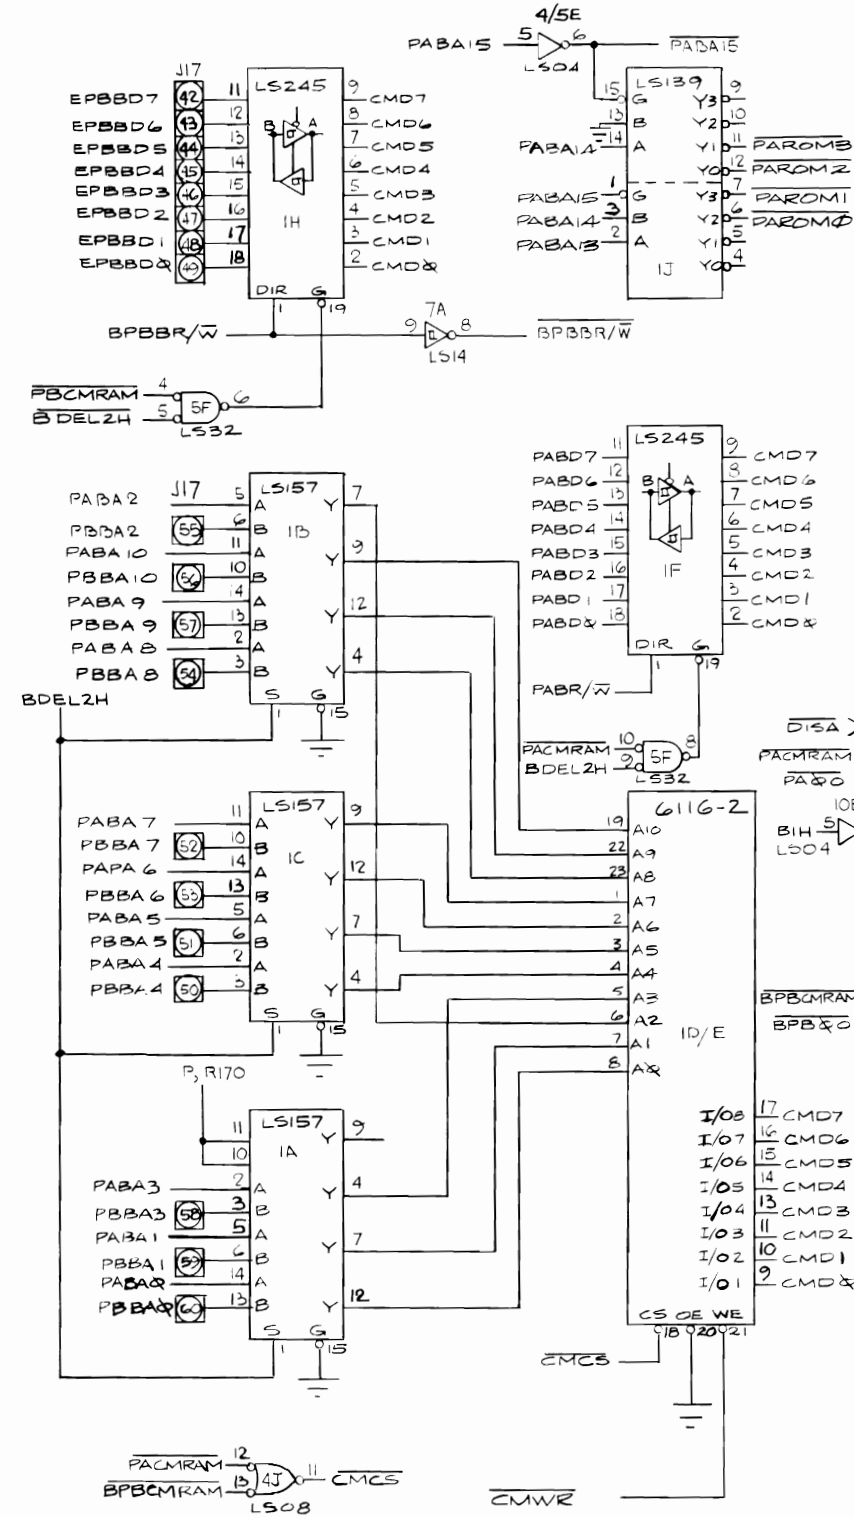 4/5E
PABA15 5 6 PABA15
LS04
J17
LS245
EPBBD7 42 11 9 CMD7
EPBBD6 43 12 8 CMD6
EPBBD5 44 13 7 CMD5
EPBBD4 45 14 6 CMD4
EPBBD3 46 15 5 CMD3
EPBBD2 47 16 4 CMD2
EPBBD1 48 17 3 CMD1
EPBBD0 49 18 2 CMD0
B A
1H
DIR G
1 19
LS139
15 G Y3 9
13 B Y2 10
PABA14 14 A Y1 11 PAROM3
Y0 12 PAROM2
PABA15 1 G Y3 7 PAROM1
PABA14 3 B Y2 6 PAROM0
PABA13 2 A Y1 5
Y0 4
1J
BPBBR/W 9 7A 8 BPBBR/W
LS14
PBCMRAM 4
BDEL2H 5
5F 6
LS32
LS245
PABD7 11 9 CMD7
PABD6 12 8 CMD6
PABD5 13 7 CMD5
PABD4 14 6 CMD4
PABD3 15 5 CMD3
PABD2 16 4 CMD2
PABD1 17 3 CMD1
PABD0 18 2 CMD0
B A
1F
DIR G
1 19
PABR/W
PACMRAM 10
BDEL2H 9
5F 8
LS32
J17
LS157
1B
PABA2 5 A Y 7
PBBA2 55 6 B
PABA10 11 A Y 9
PBBA10 56 10 B
PABA9 14 A Y 12
PBBA9 57 13 B
PABA8 2 A Y 4
PBBA8 54 3 B
S G
1 15
BDEL2H
LS157
1C
PABA7 11 A Y 9
PBBA7 52 10 B
PAPA6 14 A Y 12
PBBA6 53 13 B
PABA5 5 A Y 7
PBBA5 51 6 B
PABA4 2 A Y 4
PBBA4 50 3 B
S G
1 15
P, R170
LS157
1A
11 Y 9
10
PABA3 2 A Y 4
PBBA3 58 3 B
PABA1 5 A Y 7
PBBA1 59 6 B
PABA0 14 A Y 12
PBBA0 60 13 B
S G
1 15
6116-2
19 A10
22 A9
23 A8
1 A7
2 A6
3 A5
4 A4
5 A3
6 A2
7 A1
8 A0
1D/E
I/O8 17 CMD7
I/O7 16 CMD6
I/O6 15 CMD5
I/O5 14 CMD4
I/O4 13 CMD3
I/O3 11 CMD2
I/O2 10 CMD1
I/O1 9 CMD0
CS OE WE
18 20 21
CMCS
CMWR
DISA
PACMRAM
PAΦ0
B1H 5
LS04
BPBCMRAM
BPBΦ0
PACMRAM 12
BPBCMRAM 13
4J 11 CMCS
LS08